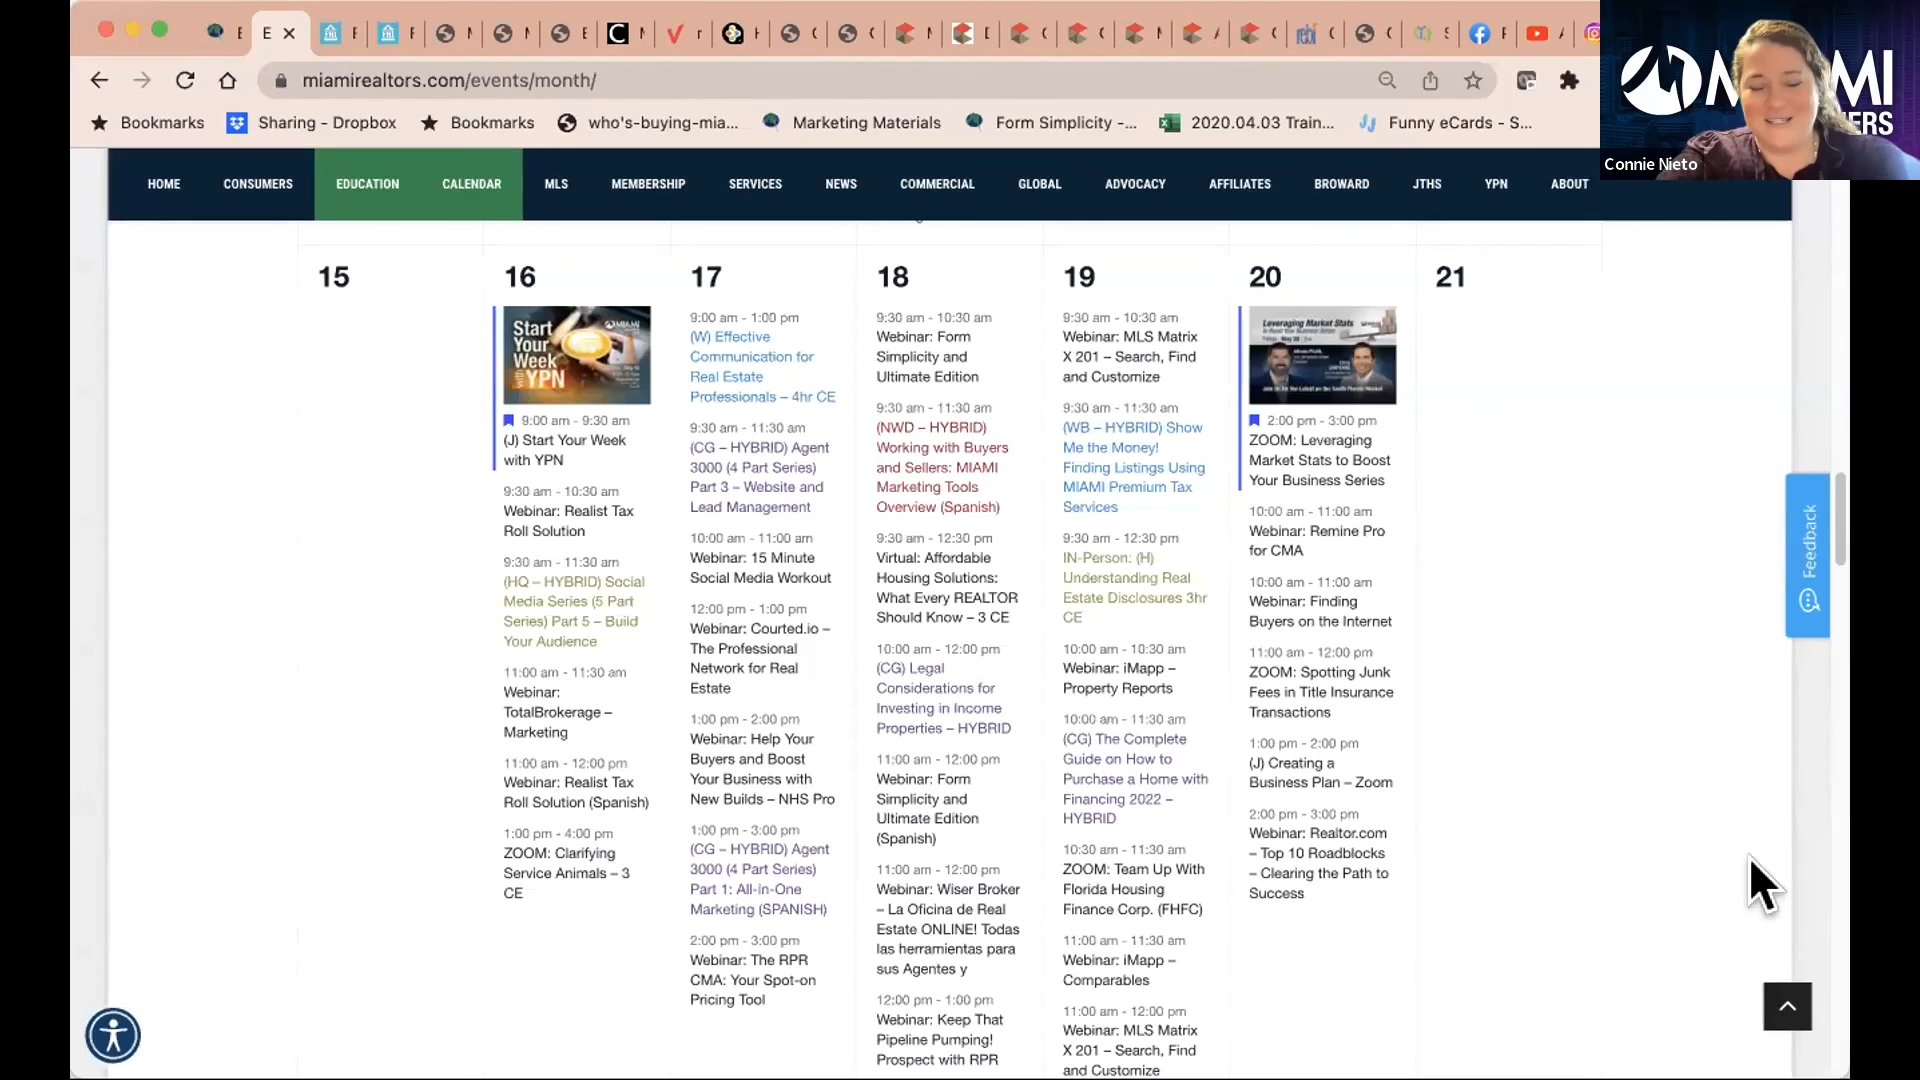 E
E
miamirealtors.com/events/month/
Bookmarks
Sharing - Dropbox
Bookmarks
who's-buying-mia...
Marketing Materials
Form Simplicity -...
2020.04.03 Train...
Funny eCards - S...
Connie Nieto
HOME
CONSUMERS
EDUCATION
CALENDAR
MLS
MEMBERSHIP
SERVICES
NEWS
COMMERCIAL
GLOBAL
ADVOCACY
AFFILIATES
BROWARD
JTHS
YPN
ABOUT
15
16
Start
Your
Week
YPN
9:00 am - 9:30 am
(J) Start Your Week
with YPN
9:30 am - 10:30 am
Webinar: Realist Tax
Roll Solution
9:30 am - 11:30 am
(HQ – HYBRID) Social
Media Series (5 Part
Series) Part 5 – Build
Your Audience
11:00 am - 11:30 am
Webinar:
TotalBrokerage –
Marketing
11:00 am - 12:00 pm
Webinar: Realist Tax
Roll Solution (Spanish)
1:00 pm - 4:00 pm
ZOOM: Clarifying
Service Animals – 3
CE
17
9:00 am - 1:00 pm
(W) Effective
Communication for
Real Estate
Professionals – 4hr CE
9:30 am - 11:30 am
(CG – HYBRID) Agent
3000 (4 Part Series)
Part 3 – Website and
Lead Management
10:00 am - 11:00 am
Webinar: 15 Minute
Social Media Workout
12:00 pm - 1:00 pm
Webinar: Courted.io –
The Professional
Network for Real
Estate
1:00 pm - 2:00 pm
Webinar: Help Your
Buyers and Boost
Your Business with
New Builds – NHS Pro
1:00 pm - 3:00 pm
(CG – HYBRID) Agent
3000 (4 Part Series)
Part 1: All-in-One
Marketing (SPANISH)
2:00 pm - 3:00 pm
Webinar: The RPR
CMA: Your Spot-on
Pricing Tool
18
9:30 am - 10:30 am
Webinar: Form
Simplicity and
Ultimate Edition
9:30 am - 11:30 am
(NWD – HYBRID)
Working with Buyers
and Sellers: MIAMI
Marketing Tools
Overview (Spanish)
9:30 am - 12:30 pm
Virtual: Affordable
Housing Solutions:
What Every REALTOR
Should Know – 3 CE
10:00 am - 12:00 pm
(CG) Legal
Considerations for
Investing in Income
Properties – HYBRID
11:00 am - 12:00 pm
Webinar: Form
Simplicity and
Ultimate Edition
(Spanish)
11:00 am - 12:00 pm
Webinar: Wiser Broker
– La Oficina de Real
Estate ONLINE! Todas
las herramientas para
sus Agentes y
12:00 pm - 1:00 pm
Webinar: Keep That
Pipeline Pumping!
Prospect with RPR
19
9:30 am - 10:30 am
Webinar: MLS Matrix
X 201 – Search, Find
and Customize
9:30 am - 11:30 am
(WB – HYBRID) Show
Me the Money!
Finding Listings Using
MIAMI Premium Tax
Services
9:30 am - 12:30 pm
IN-Person: (H)
Understanding Real
Estate Disclosures 3hr
CE
10:00 am - 10:30 am
Webinar: iMapp –
Property Reports
10:00 am - 11:30 am
(CG) The Complete
Guide on How to
Purchase a Home with
Financing 2022 –
HYBRID
10:30 am - 11:30 am
ZOOM: Team Up With
Florida Housing
Finance Corp. (FHFC)
11:00 am - 11:30 am
Webinar: iMapp –
Comparables
11:00 am - 12:00 pm
Webinar: MLS Matrix
X 201 – Search, Find
and Customize
20
Leveraging Market Stats
2:00 pm - 3:00 pm
ZOOM: Leveraging
Market Stats to Boost
Your Business Series
10:00 am - 11:00 am
Webinar: Remine Pro
for CMA
10:00 am - 11:00 am
Webinar: Finding
Buyers on the Internet
11:00 am - 12:00 pm
ZOOM: Spotting Junk
Fees in Title Insurance
Transactions
1:00 pm - 2:00 pm
(J) Creating a
Business Plan – Zoom
2:00 pm - 3:00 pm
Webinar: Realtor.com
– Top 10 Roadblocks
– Clearing the Path to
Success
21
Feedback